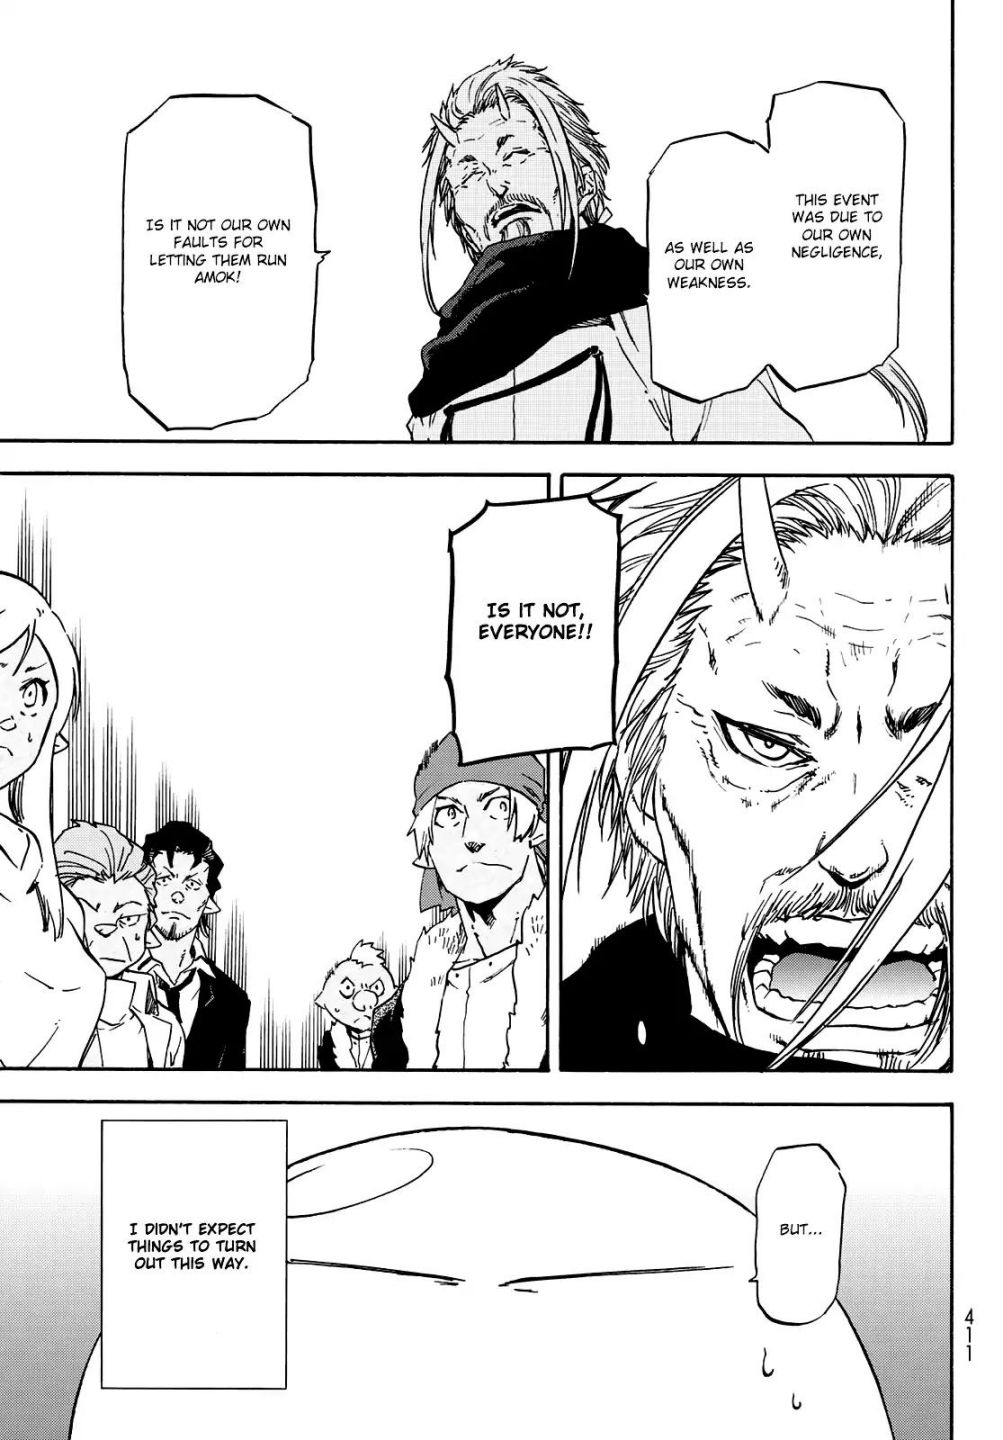 THIS EVENT
WAS DUE TO
OUR OWN
NEGLIGENCE,
AS WELL AS
OUR OWN
WEAKNESS.
IS IT NOT OUR OWN
FAULTS FOR
LETTING THEM RUN
AMOK!
IS IT NOT,
EVERYONE!!
BUT...
I DIDN'T EXPECT
THINGS TO TURN
OUT THIS WAY.
411